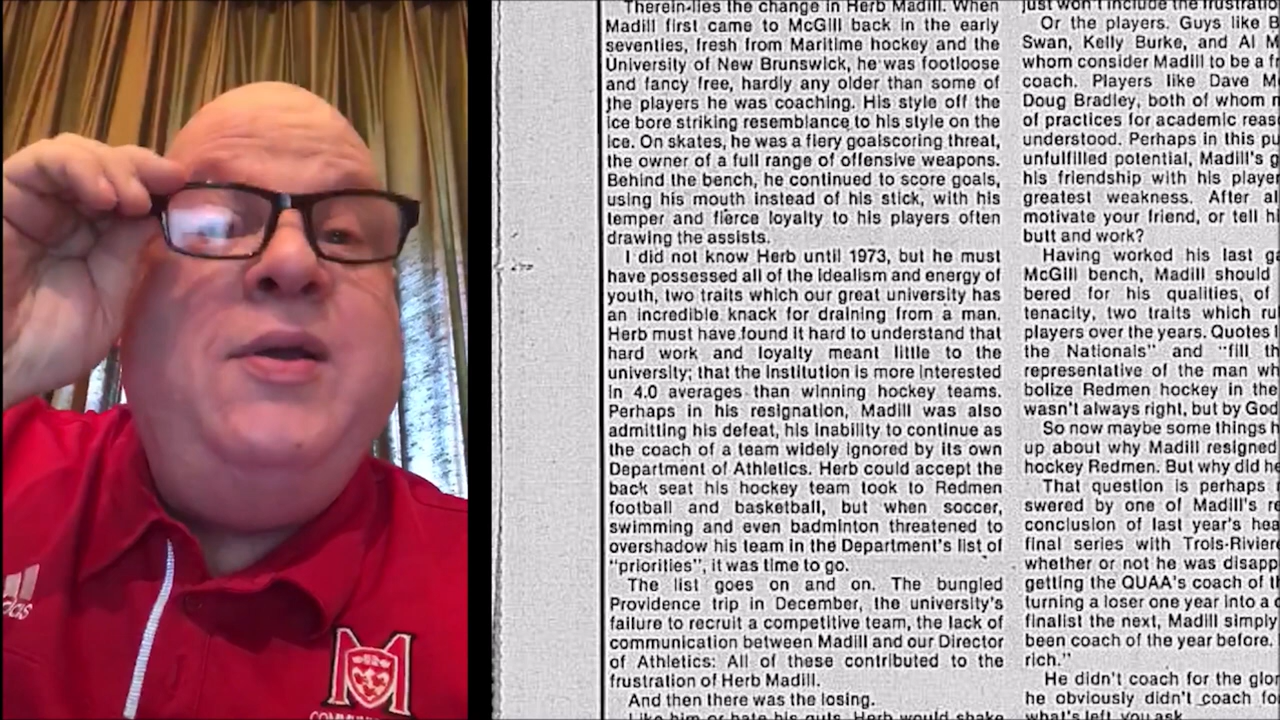 adidas
M
COMMUN
Therein lies the change in Herb Madill. When
Madill first came to McGill back in the early
seventies, fresh from Maritime hockey and the
University of New Brunswick, he was footloose
and fancy free, hardly any older than some of
the players he was coaching. His style off the
ice bore striking resemblance to his style on the
ice. On skates, he was a fiery goalscoring threat,
the owner of a full range of offensive weapons.
Behind the bench, he continued to score goals,
using his mouth instead of his stick, with his
temper and fierce loyalty to his players often
drawing the assists.
I did not know Herb until 1973, but he must
have possessed all of the idealism and energy of
youth, two traits which our great university has
an incredible knack for draining from a man.
Herb must have found it hard to understand that
hard work and loyalty meant little to the
university; that the institution is more interested
in 4.0 averages than winning hockey teams.
Perhaps in his resignation, Madill was also
admitting his defeat, his inability to continue as
the coach of a team widely ignored by its own
Department of Athletics. Herb could accept the
back seat his hockey team took to Redmen
football and basketball, but when soccer,
swimming and even badminton threatened to
overshadow his team in the Department's list of
"priorities", it was time to go.
The list goes on and on. The bungled
Providence trip in December, the university's
failure to recruit a competitive team, the lack of
communication between Madill and our Director
of Athletics: All of these contributed to the
frustration of Herb Madill.
And then there was the losing.
Like him or hate his guts, Herb would shake
just won't include the frustratio
Or the players. Guys like B
Swan, Kelly Burke, and Al M
whom consider Madill to be a fr
coach. Players like Dave M
Doug Bradley, both of whom
of practices for academic reas
understood. Perhaps in this pu
unfulfilled potential, Madill's g
his friendship with his player
greatest weakness. After al
motivate your friend, or tell hi
butt and work?
Having worked his last ga
McGill bench, Madill should
bered for his qualities, of
tenacity, two traits which ru
players over the years. Quotes l
the Nationals" and "fill th
representative of the man wh
bolize Redmen hockey in the
wasn't always right, but by God
So now maybe some things h
up about why Madill resigned
hockey Redmen. But why did he
That question is perhaps
swered by one of Madill's r
conclusion of last year's hea
final series with Trois-Riviere
whether or not he was disapp
getting the QUAA's coach of th
turning a loser one year into a c
finalist the next, Madill simply
been coach of the year before.
rich."
He didn't coach for the glor
he obviously didn't coach fo
what's left you ask